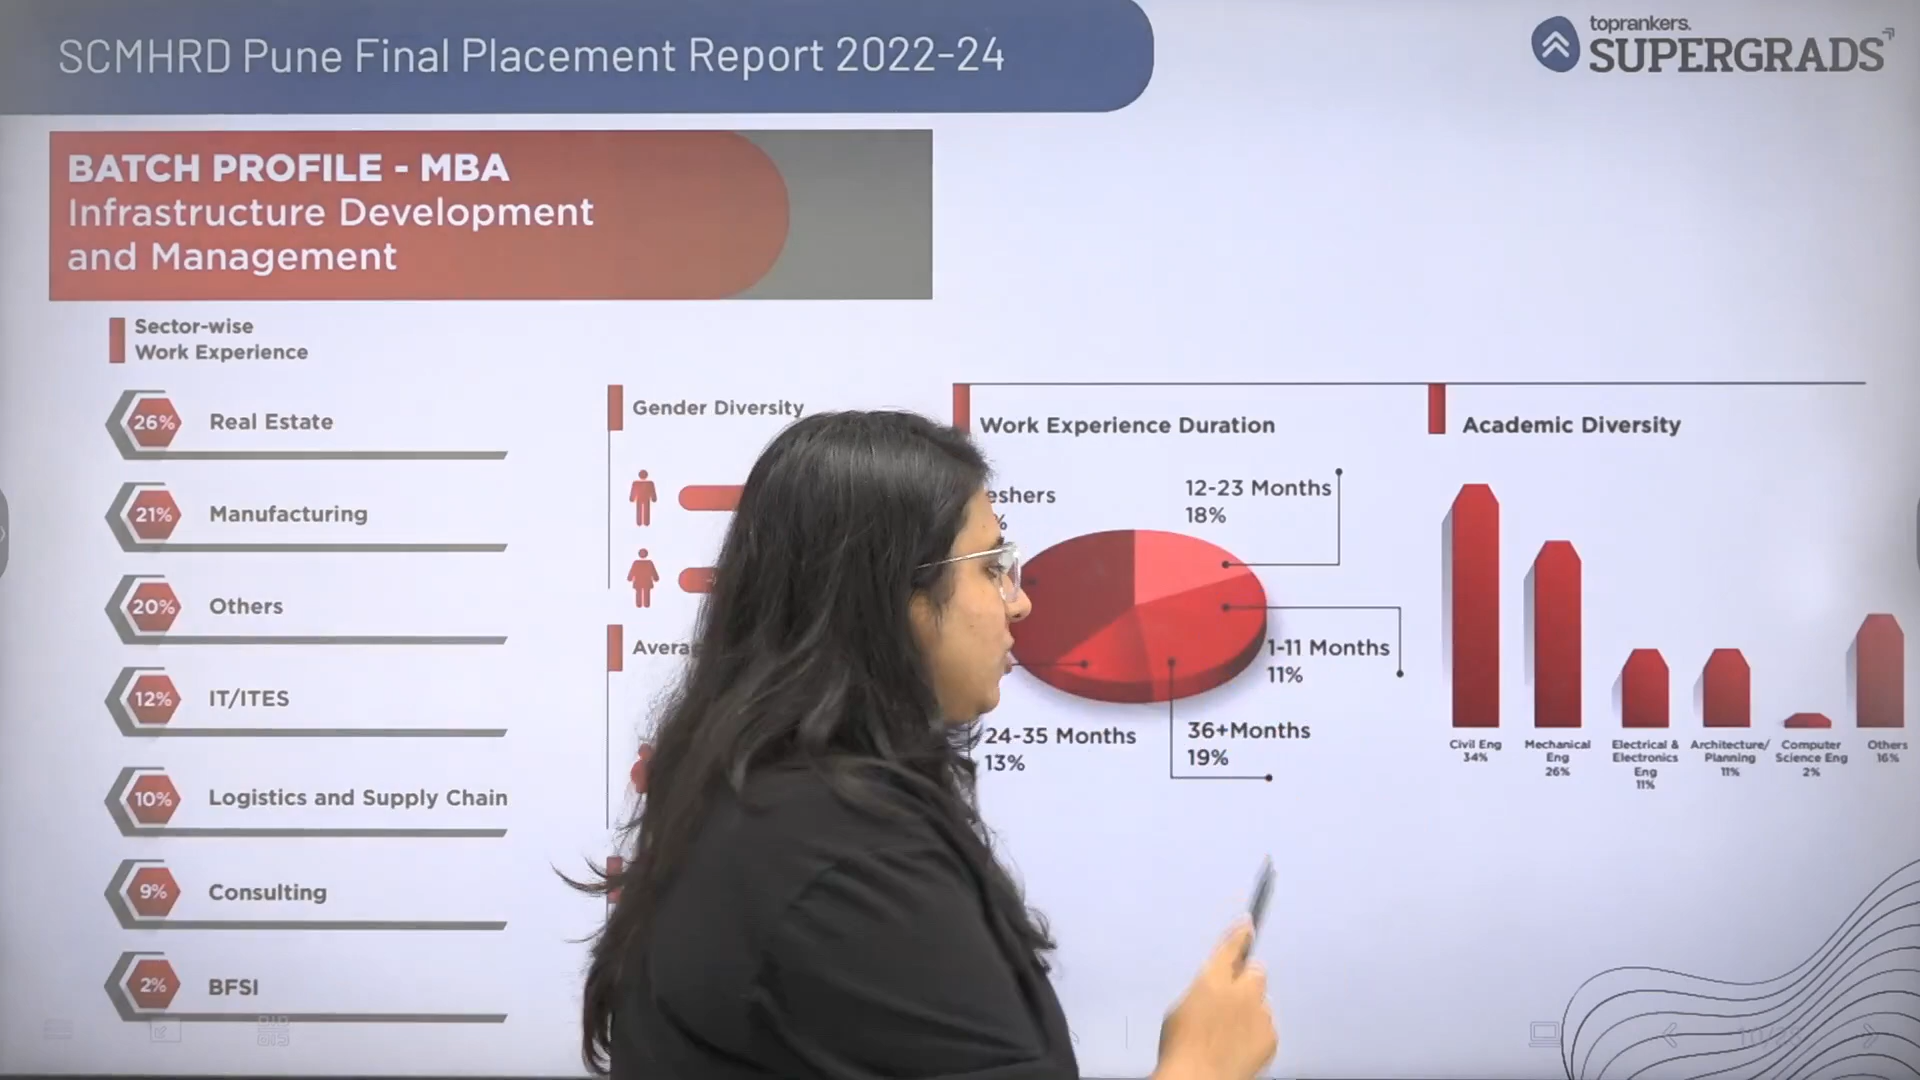 SCMHRD Pune Final Placement Report 2022-24
toprankers.
SUPERGRADS
BATCH PROFILE - MBA
Infrastructure Development
and Management
Sector-wise
Work Experience
26%
Real Estate
21%
Manufacturing
20%
Others
12%
IT/ITES
10%
Logistics and Supply Chain
9%
Consulting
2%
BFSI
Gender Diversity
Work Experience Duration
12-23 Months
18%
1-11 Months
11%
36+Months
19%
24-35 Months
13%
Academic Diversity
Civil Eng
34%
Mechanical
Eng
26%
Electrical &
Electronics
Eng
11%
Architecture/
Planning
11%
Computer
Science Eng
2%
Others
16%